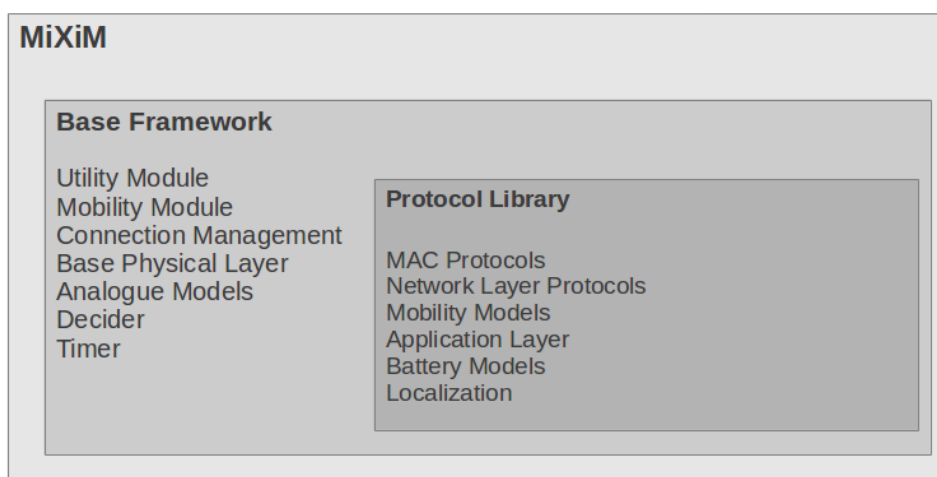 MiXiM
Base Framework
Utility Module
Mobility Module
Connection Management
Base Physical Layer
Analogue Models
Decider
Timer
Protocol Library
MAC Protocols
Network Layer Protocols
Mobility Models
Application Layer
Battery Models
Localization